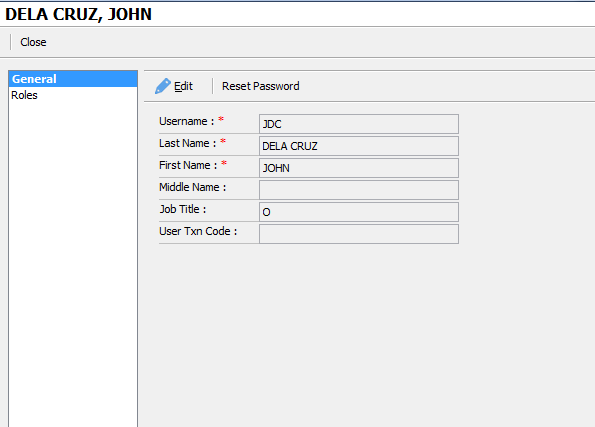 DELA CRUZ, JOHN
Close
General
Roles
Edit Reset Password
Username : * JDC
Last Name : * DELA CRUZ
First Name : * JOHN
Middle Name :
Job Title : O
User Txn Code :